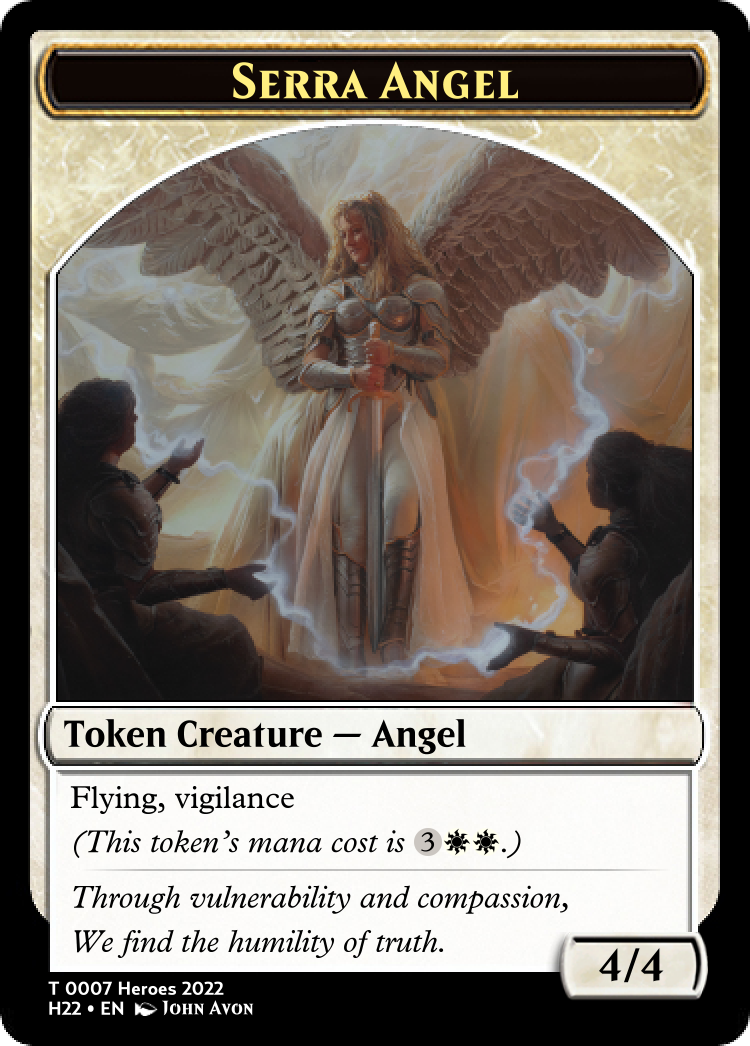 Serra Angel
Token Creature — Angel
Flying, vigilance
(This token's mana cost is 3☀☀.)
Through vulnerability and compassion,
We find the humility of truth.
4/4
T 0007 Heroes 2022
H22 • EN John Avon